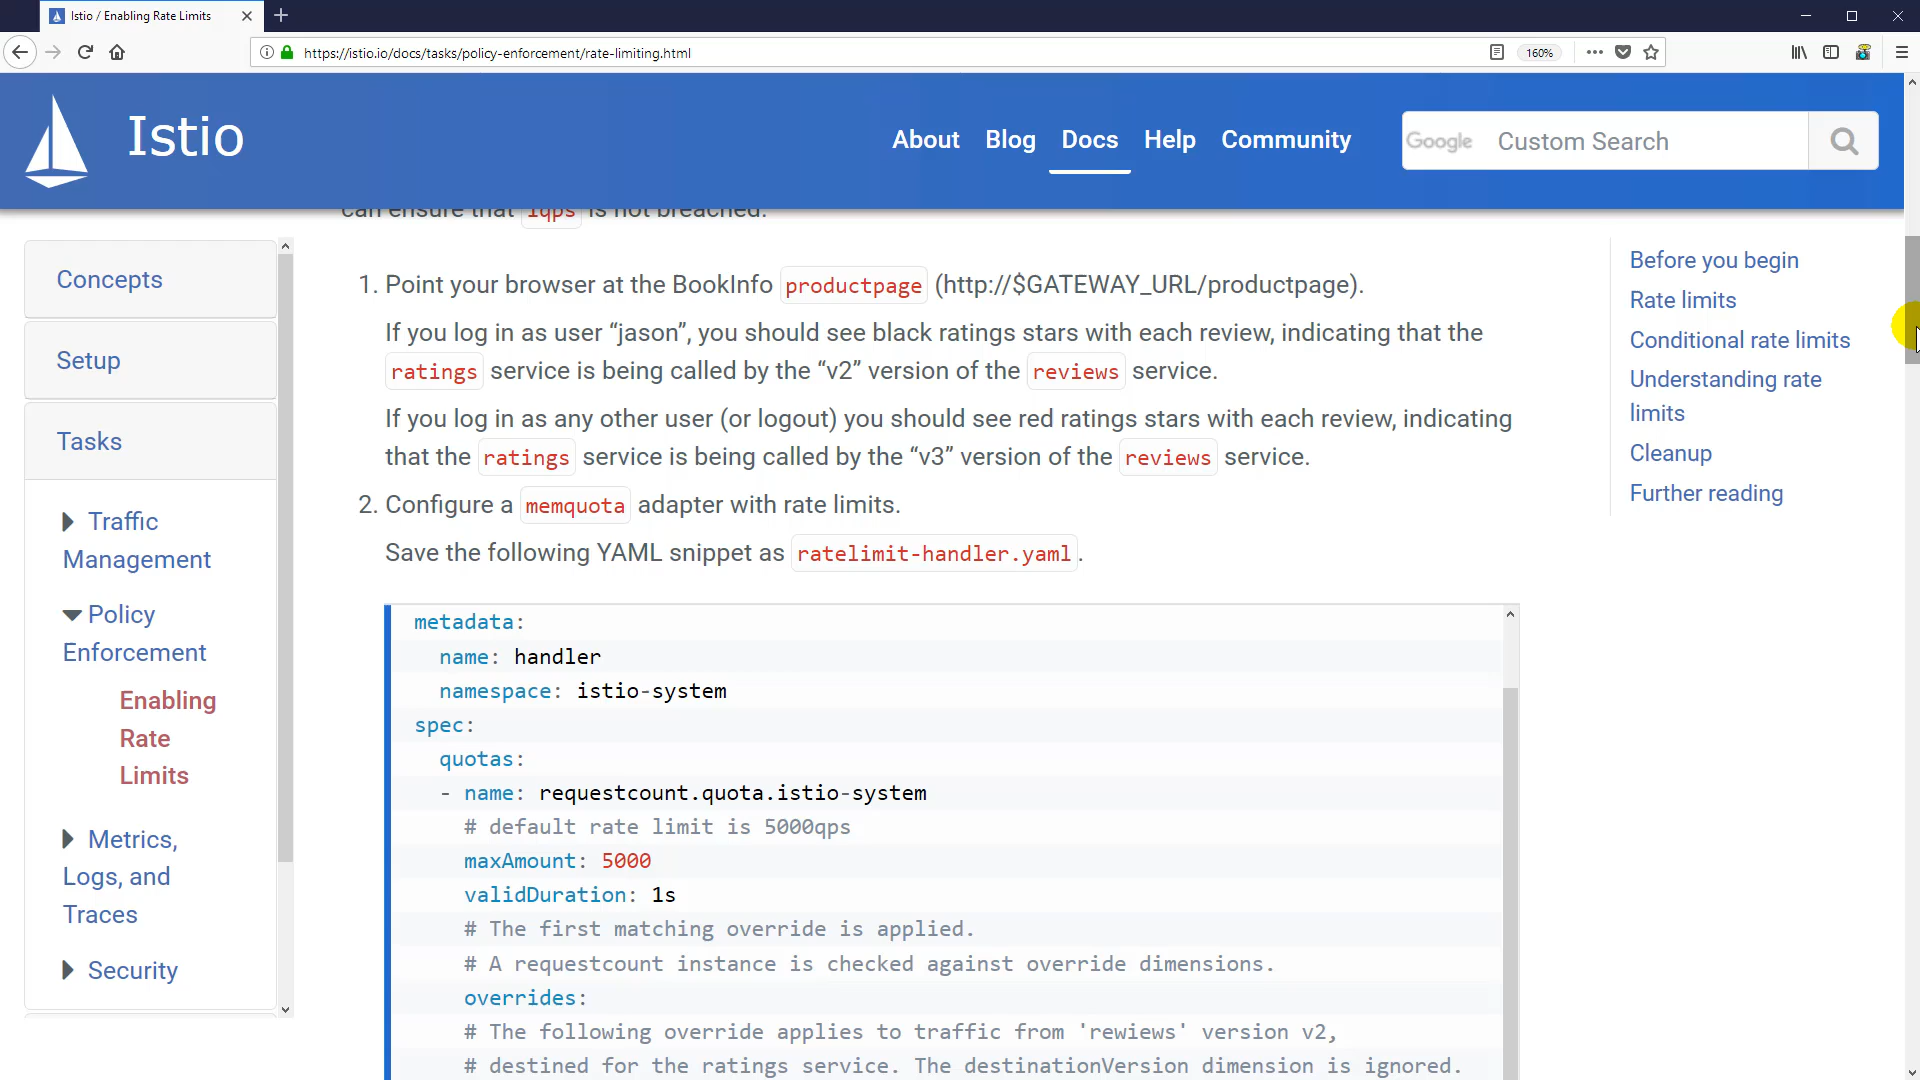 Istio / Enabling Rate Limits
https://istio.io/docs/tasks/policy-enforcement/rate-limiting.html
160%
Istio
About Blog Docs Help Community
Google Custom Search
can ensure that 1qps is not breached.
Concepts
Setup
Tasks
Traffic
Management
Policy
Enforcement
Enabling
Rate
Limits
Metrics,
Logs, and
Traces
Security
1. Point your browser at the BookInfo productpage (http://$GATEWAY_URL/productpage).
If you log in as user “jason”, you should see black ratings stars with each review, indicating that the
ratings service is being called by the “v2” version of the reviews service.
If you log in as any other user (or logout) you should see red ratings stars with each review, indicating
that the ratings service is being called by the “v3” version of the reviews service.
2. Configure a memquota adapter with rate limits.
Save the following YAML snippet as ratelimit-handler.yaml.
metadata:
name: handler
namespace: istio-system
spec:
quotas:
- name: requestcount.quota.istio-system
# default rate limit is 5000qps
maxAmount: 5000
validDuration: 1s
# The first matching override is applied.
# A requestcount instance is checked against override dimensions.
overrides:
# The following override applies to traffic from 'rewiews' version v2,
# destined for the ratings service. The destinationVersion dimension is ignored.
Before you begin
Rate limits
Conditional rate limits
Understanding rate
limits
Cleanup
Further reading